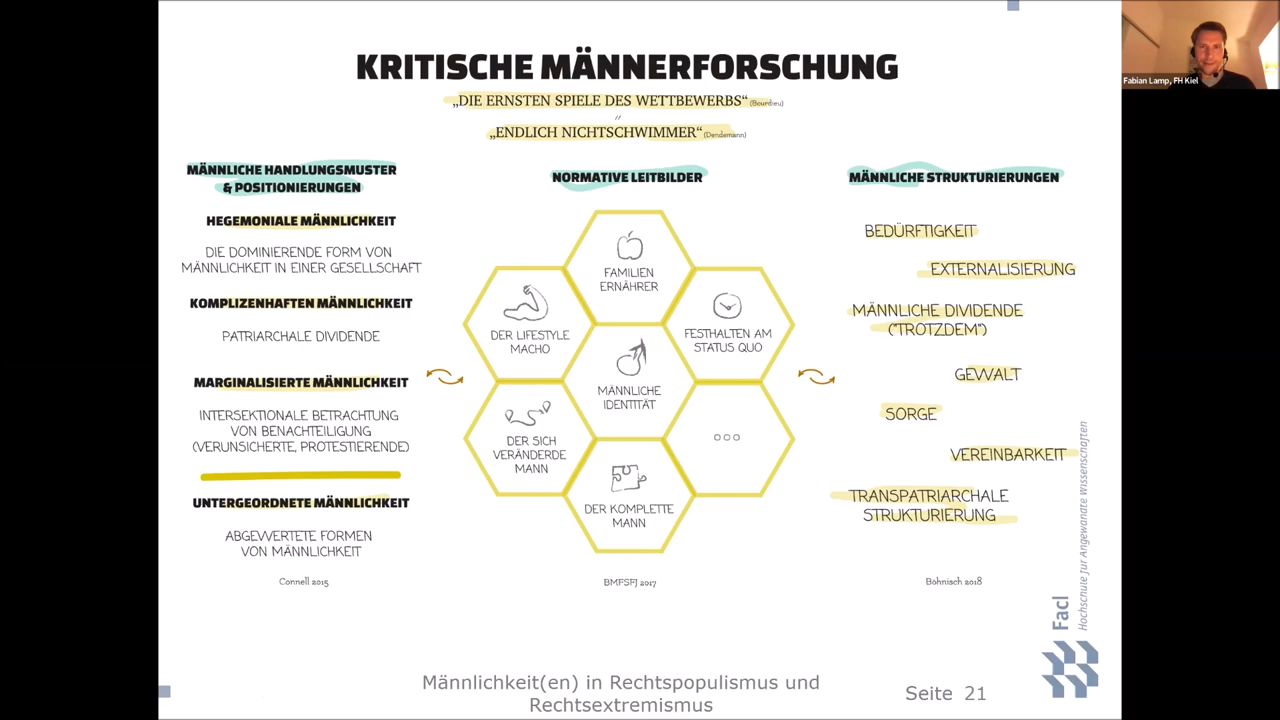 KRITISCHE MÄNNERFORSCHUNG
„DIE ERNSTEN SPIELE DES WETTBEWERBS“ (Bourdieu)
//
„ENDLICH NICHTSCHWIMMER“ (Dendemann)
MÄNNLICHE HANDLUNGSMUSTER
& POSITIONIERUNGEN
HEGEMONIALE MÄNNLICHKEIT
DIE DOMINIERENDE FORM VON
MÄNNLICHKEIT IN EINER GESELLSCHAFT
KOMPLIZENHAFTEN MÄNNLICHKEIT
PATRIARCHALE DIVIDENDE
MARGINALISIERTE MÄNNLICHKEIT
INTERSEKTIONALE BETRACHTUNG
VON BENACHTEILIGUNG
(VERUNSICHERTE, PROTESTIERENDE)
UNTERGEORDNETE MÄNNLICHKEIT
ABGEWERTETE FORMEN
VON MÄNNLICHKEIT
Connell 2015
NORMATIVE LEITBILDER
FAMILIEN
ERNÄHRER
DER LIFESTYLE
MACHO
FESTHALTEN AM
STATUS QUO
MÄNNLICHE
IDENTITÄT
DER SICH
VERÄNDERDE
MANN
DER KOMPLETTE
MANN
BMFSFJ 2017
MÄNNLICHE STRUKTURIERUNGEN
BEDÜRFTIGKEIT
EXTERNALISIERUNG
MÄNNLICHE DIVIDENDE
("TROTZDEM")
GEWALT
SORGE
VEREINBARKEIT
TRANSPATRIARCHALE
STRUKTURIERUNG
Böhnisch 2018
Facl
Hochschule für Angewandte Wissenschaften
Männlichkeit(en) in Rechtspopulismus und
Rechtsextremismus
Seite 21
Fabian Lamp, FH Kiel